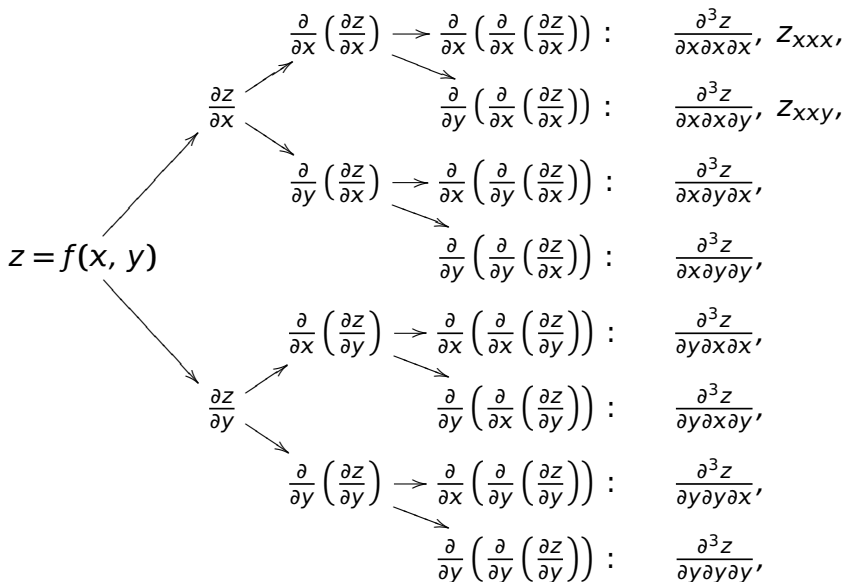 ∂/∂x (∂z/∂x) → ∂/∂x (∂/∂x (∂z/∂x)) : ∂³z/∂x∂x∂x, z_xxx,
∂z/∂x ∂/∂y (∂/∂x (∂z/∂x)) : ∂³z/∂x∂x∂y, z_xxy,
∂/∂y (∂z/∂x) → ∂/∂x (∂/∂y (∂z/∂x)) : ∂³z/∂x∂y∂x,
z = f(x, y) ∂/∂y (∂/∂y (∂z/∂x)) : ∂³z/∂x∂y∂y,
∂/∂x (∂z/∂y) → ∂/∂x (∂/∂x (∂z/∂y)) : ∂³z/∂y∂x∂x,
∂z/∂y ∂/∂y (∂/∂x (∂z/∂y)) : ∂³z/∂y∂x∂y,
∂/∂y (∂z/∂y) → ∂/∂x (∂/∂y (∂z/∂y)) : ∂³z/∂y∂y∂x,
∂/∂y (∂/∂y (∂z/∂y)) : ∂³z/∂y∂y∂y,